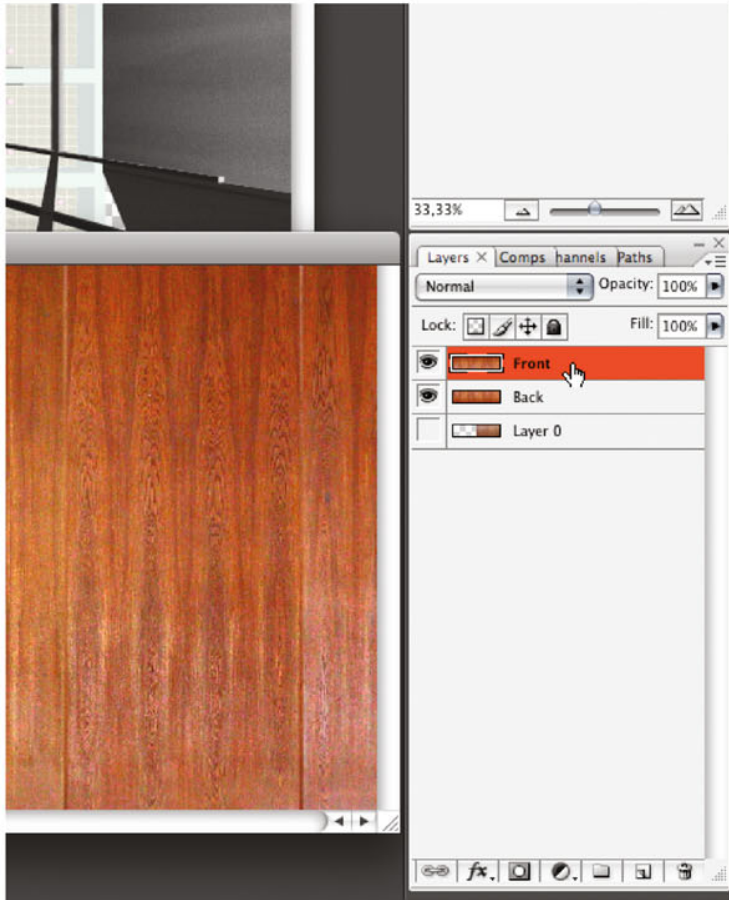 33,33%
Layers × Comps hannels Paths
Normal Opacity: 100%
Lock: Fill: 100%
Front
Back
Layer 0
fx.